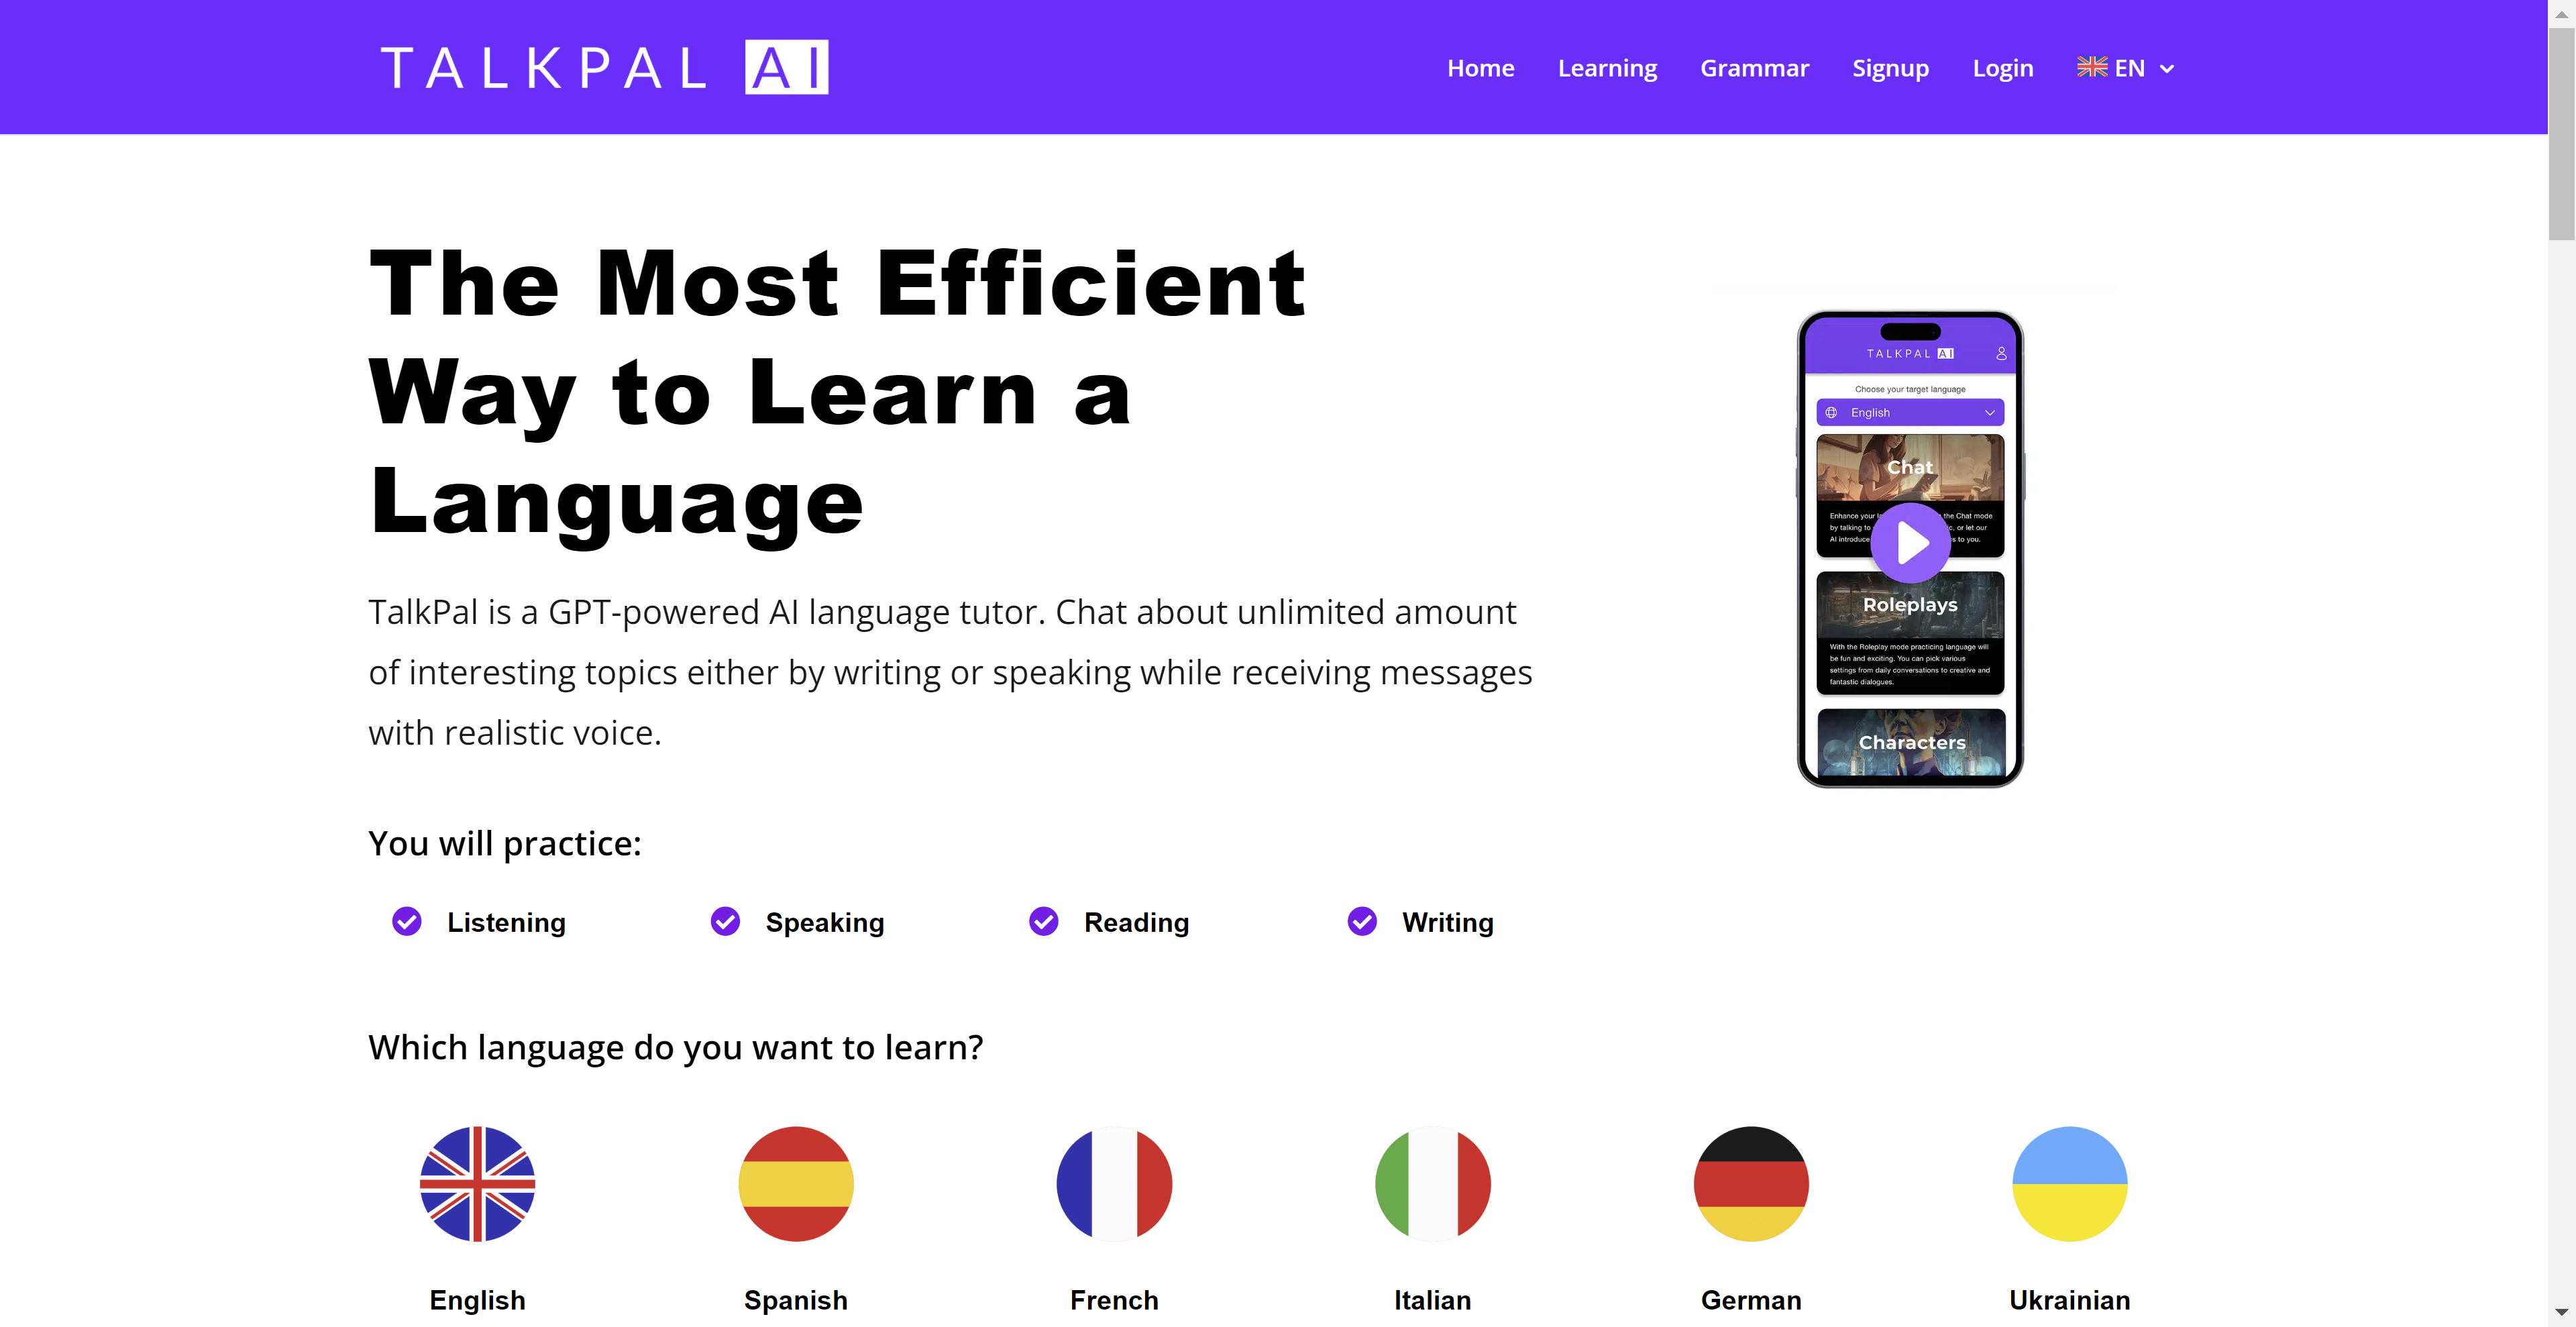 TALKPAL AI
Home Learning Grammar Signup Login EN
The Most Efficient
Way to Learn a
Language
TalkPal is a GPT-powered AI language tutor. Chat about unlimited amount
of interesting topics either by writing or speaking while receiving messages
with realistic voice.
You will practice:
Listening Speaking Reading Writing
Which language do you want to learn?
English Spanish French Italian German Ukrainian
TALKPAL AI
Choose your target language
English
Chat
Enhance your the Chat mode
by talking to or let our
AI introduce to you.
Roleplays
With the Roleplay mode practicing language will
be fun and exciting. You can pick various
settings from daily conversations to creative and
fantastic dialogues.
Characters